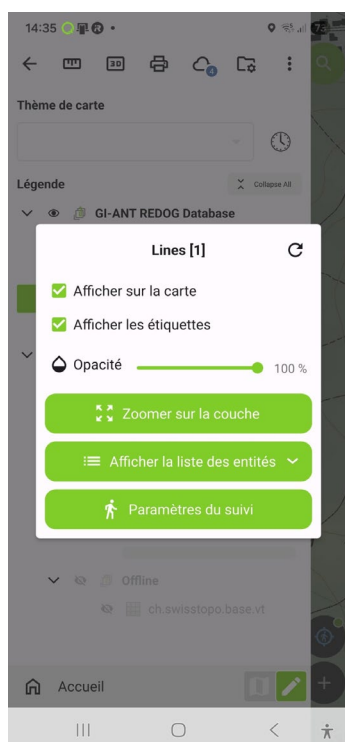 14:35
3D
4
Thème de carte
Légende
Collapse All
GI-ANT REDOG Database
Lines [1]
Afficher sur la carte
Afficher les étiquettes
Opacité
100 %
Zoomer sur la couche
Afficher la liste des entités
Paramètres du suivi
Offline
ch.swisstopo.base.vt
Accueil